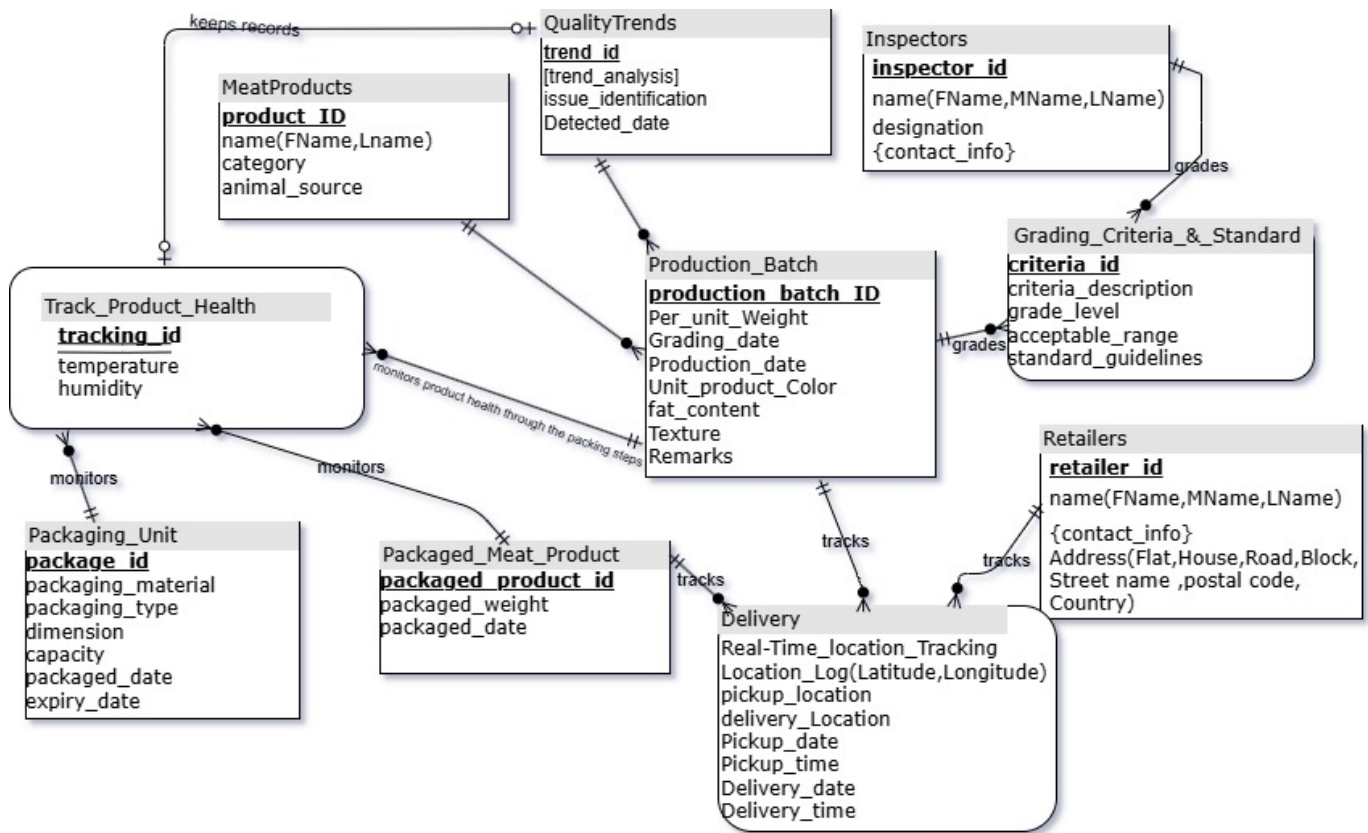 keeps records
QualityTrends
trend_id
[trend_analysis]
issue_identification
Detected_date
Inspectors
inspector_id
name(FName,MName,LName)
designation
{contact_info}
grades
MeatProducts
product_ID
name(FName,Lname)
category
animal_source
Grading_Criteria_&_Standard
criteria_id
criteria_description
grade_level
acceptable_range
standard_guidelines
grades
Production_Batch
production_batch_ID
Per_unit_Weight
Grading_date
Production_date
Unit_product_Color
fat_content
Texture
Remarks
Track_Product_Health
tracking_id
temperature
humidity
monitors product health through the packing steps
monitors
monitors
Retailers
retailer_id
name(FName,MName,LName)
{contact_info}
Address(Flat,House,Road,Block,
Street name ,postal code,
Country)
tracks
tracks
tracks
Packaging_Unit
package_id
packaging_material
packaging_type
dimension
capacity
packaged_date
expiry_date
Packaged_Meat_Product
packaged_product_id
packaged_weight
packaged_date
Delivery
Real-Time_location_Tracking
Location_Log(Latitude,Longitude)
pickup_location
delivery_Location
Pickup_date
Pickup_time
Delivery_date
Delivery_time